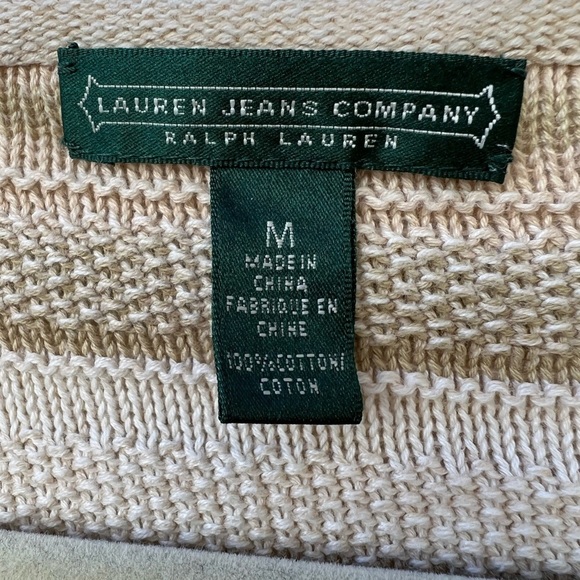 LAUREN JEANS COMPANY
RALPH LAUREN
M
MADE IN
CHINA
FABRIQUE EN
CHINE
100%COTTON/
COTON